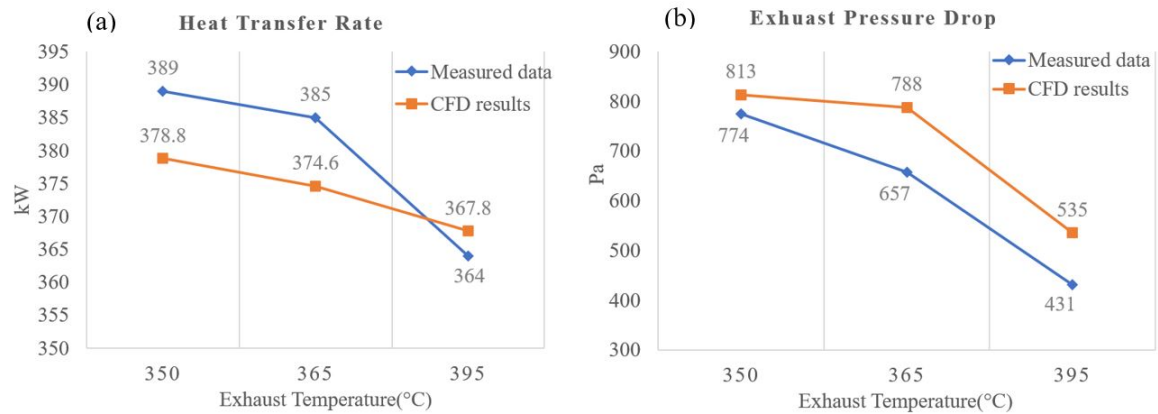 (a)
Heat Transfer Rate
395
390
385
380
375
370
365
360
355
350
kW
Measured data
CFD results
389
385
378.8
374.6
367.8
364
350 365 395
Exhaust Temperature(°C)
(b)
Exhuast Pressure Drop
900
800
700
600
500
400
300
Pa
Measured data
CFD results
813
788
774
657
535
431
350 365 395
Exhaust Temperature(°C)